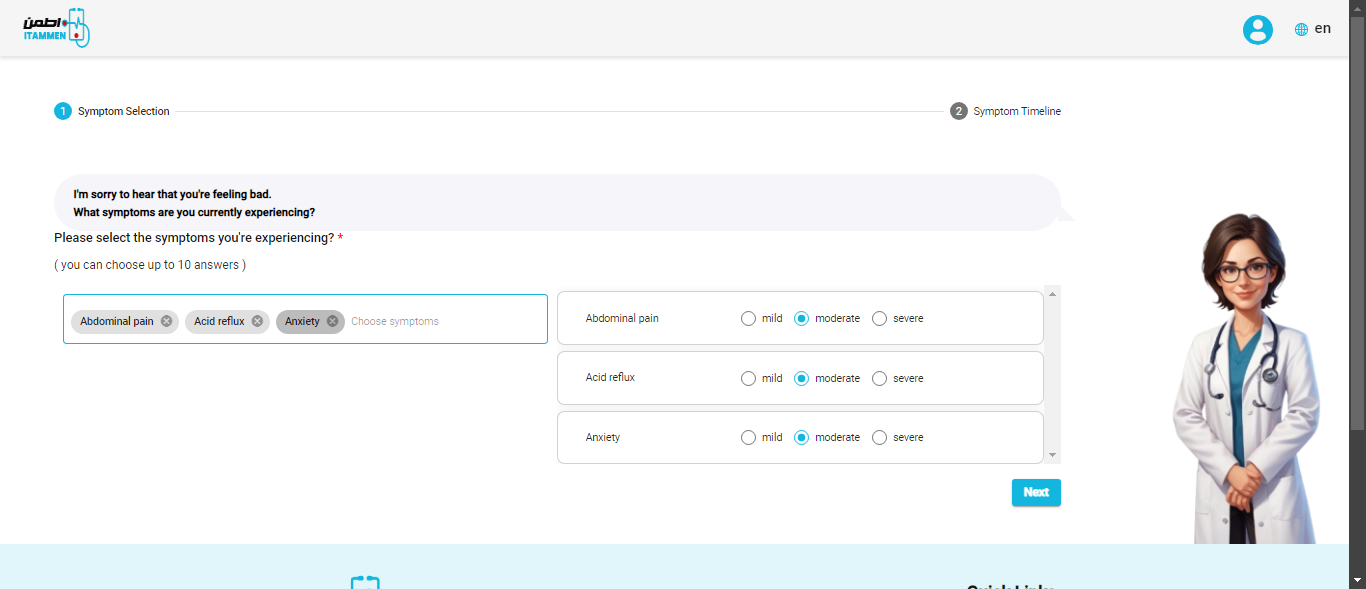 اطمن
ITAMMEN
en
1 Symptom Selection
2 Symptom Timeline
I'm sorry to hear that you're feeling bad.
What symptoms are you currently experiencing?
Please select the symptoms you're experiencing? *
( you can choose up to 10 answers )
Abdominal pain Acid reflux Anxiety Choose symptoms
Abdominal pain mild moderate severe
Acid reflux mild moderate severe
Anxiety mild moderate severe
Next
Quick Links